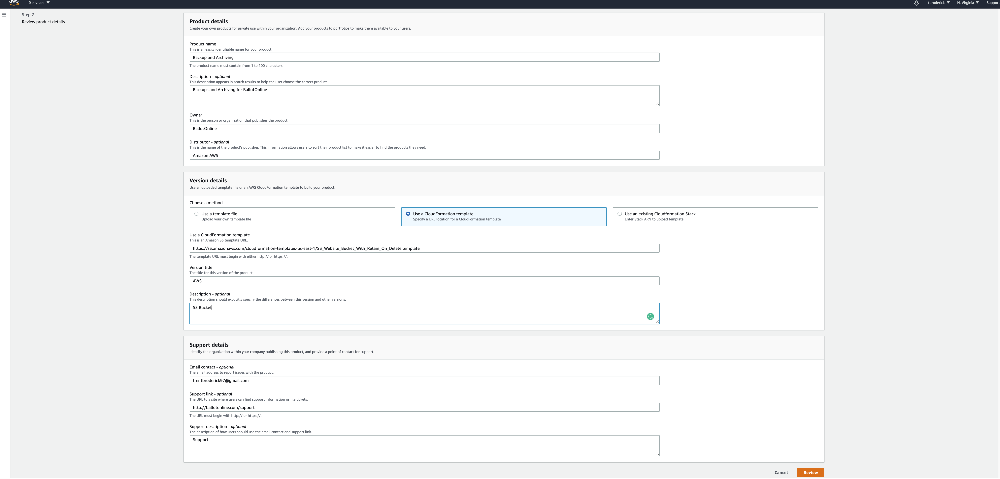 aws
Services ▼
tbroderick ▼
N. Virginia ▼
Support
Step 2
Review product details
Product details
Create your own products for private use within your organization. Add your products to portfolios to make them available to your users.
Product name
This is an easily identifiable name for your product.
Backup and Archiving
The product name must contain from 1 to 100 characters.
Description - optional
This description appears in search results to help the user choose the correct product.
Backups and Archiving for BallotOnline
Owner
This is the person or organization that publishes the product.
BallotOnline
Distributor - optional
This is the name of the product's publisher. This information allows users to sort their product list to make it easier to find the products they need.
Amazon AWS
Version details
Use an uploaded template file or an AWS CloudFormation template to build your product.
Choose a method
Use a template file
Upload your own template file
Use a CloudFormation template
Specify a URL location for a CloudFormation template
Use an existing Cloudformation Stack
Enter Stack ARN to upload template
Use a CloudFormation template
This is an Amazon S3 template URL.
https://s3.amazonaws.com/cloudformation-templates-us-east-1/S3_Website_Bucket_With_Retain_On_Delete.template
The template URL must begin with either http:// or https://.
Version title
The title for this version of the product.
AWS
Description - optional
This description should explicitly specify the differences between this version and other versions.
S3 Bucket
Support details
Identify the organization within your company publishing this product, and provide a point of contact for support.
Email contact - optional
The email address to report issues with the product.
trentbroderick97@gmail.com
Support link - optional
The URL to a site where users can find support information or file tickets.
http://ballotonline.com/support
The URL must begin with http:// or https://.
Support description - optional
The description of how users should use the email contact and support link.
Support
Cancel
Review